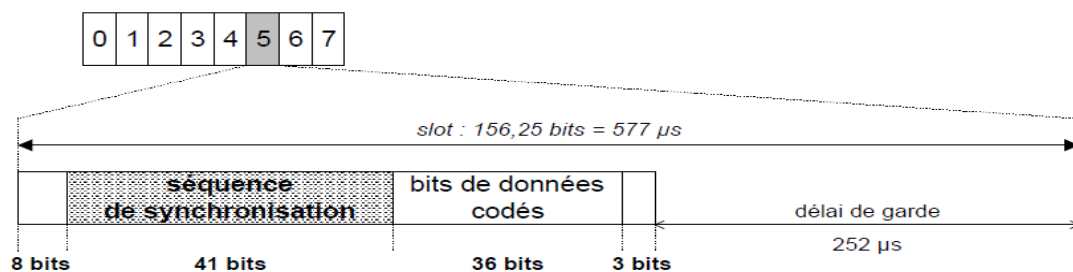 0 1 2 3 4 5 6 7
slot : 156,25 bits = 577 µs
séquence
de synchronisation
bits de données
codés
délai de garde
252 µs
8 bits 41 bits 36 bits 3 bits